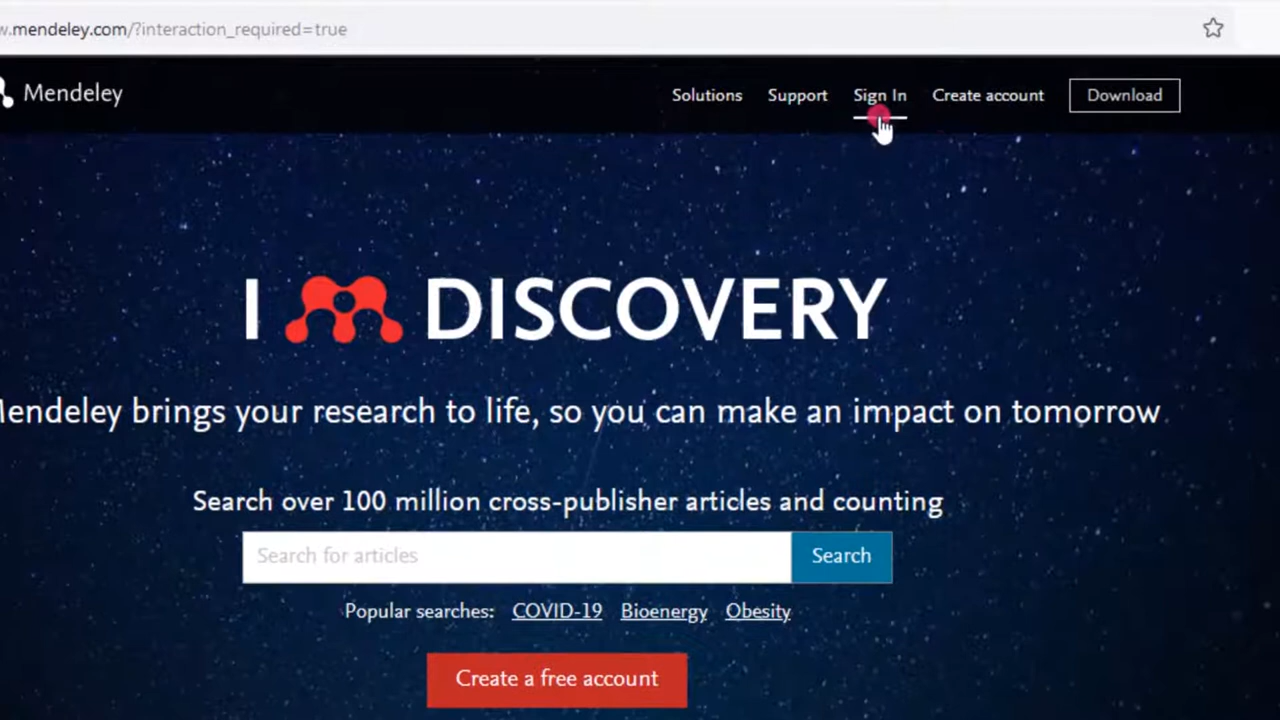 .mendeley.com/?interaction_required=true
Mendeley
Solutions Support Sign In Create account Download
I DISCOVERY
Mendeley brings your research to life, so you can make an impact on tomorrow
Search over 100 million cross-publisher articles and counting
Search for articles Search
Popular searches: COVID-19 Bioenergy Obesity
Create a free account